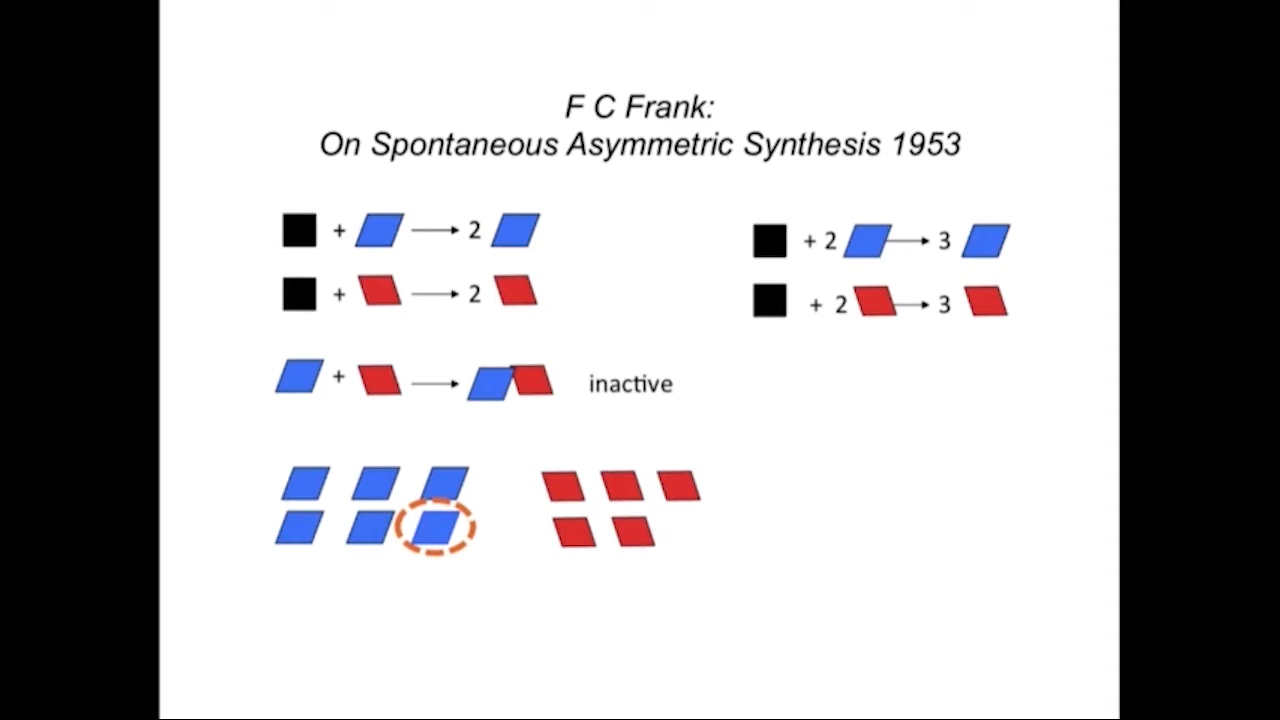 F C Frank:
On Spontaneous Asymmetric Synthesis 1953
+ → 2
+ → 2
+ → inactive
+ 2 → 3
+ 2 → 3